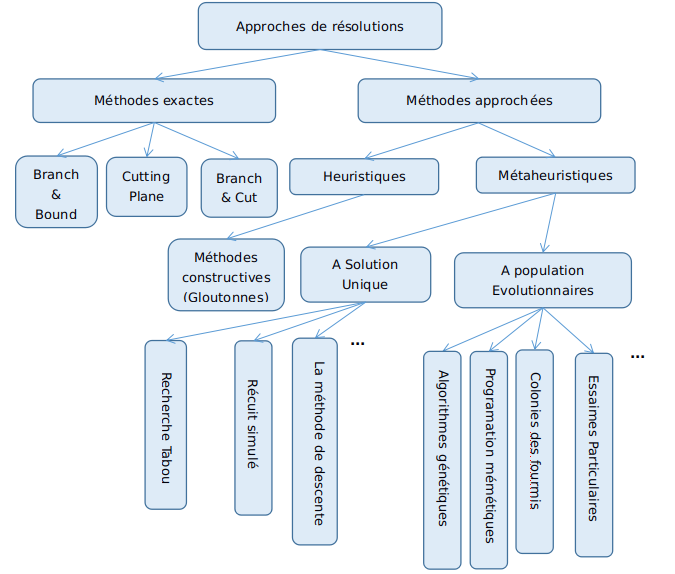 Approches de résolutions
Méthodes exactes
Méthodes approchées
Branch
&
Bound
Cutting
Plane
Branch
& Cut
Heuristiques
Métaheuristiques
Méthodes
constructives
(Gloutonnes)
A Solution
Unique
A population
Evolutionnaires
Recherche Tabou
Récuit simulé
La méthode de descente
...
Algorithmes génétiques
Programation mémétiques
Colonies des fourmis
Essaimes Particulaires
...